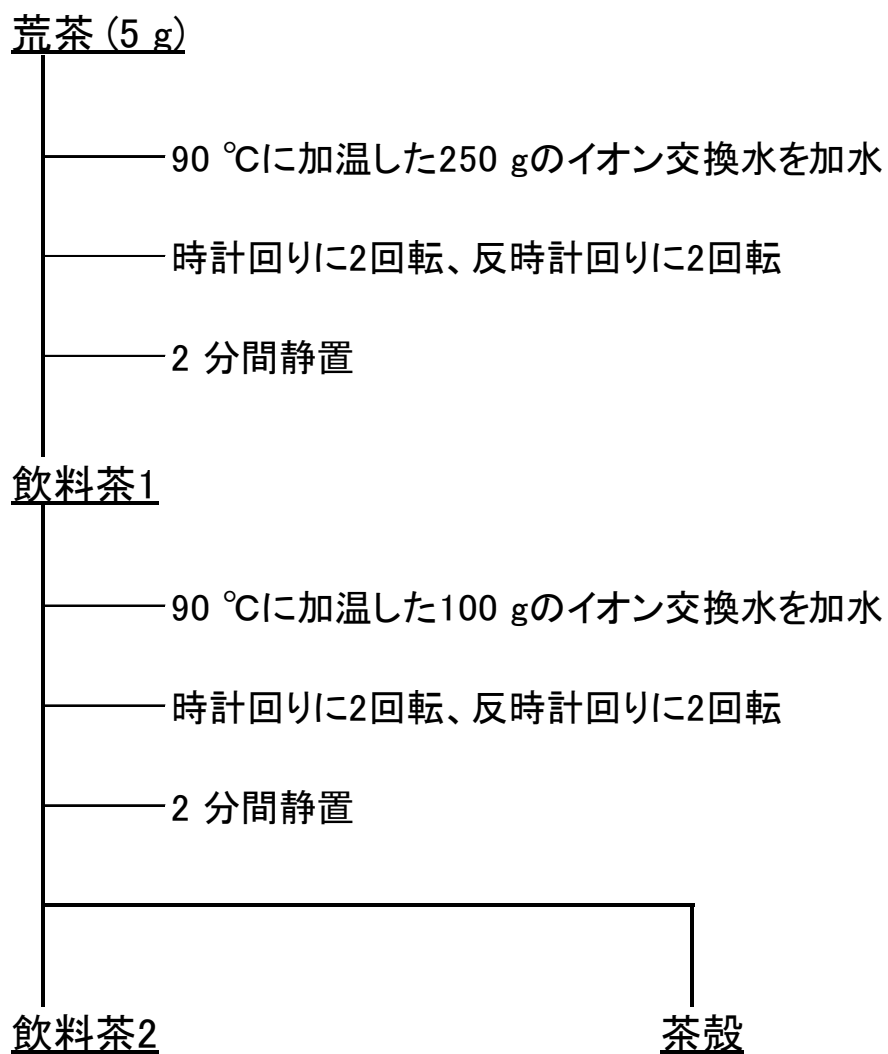 荒茶 (5 g)
90 ℃に加温した250 gのイオン交換水を加水
時計回りに2回転、反時計回りに2回転
2 分間静置
飲料茶1
90 ℃に加温した100 gのイオン交換水を加水
時計回りに2回転、反時計回りに2回転
2 分間静置
飲料茶2
茶殻